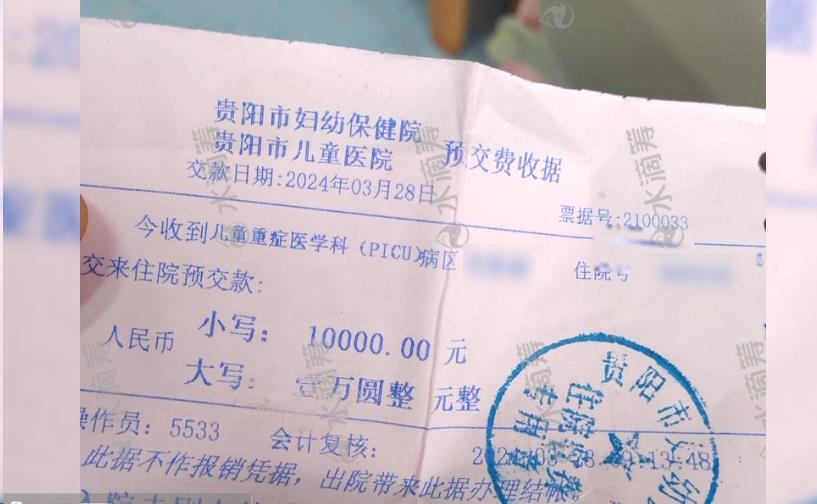 贵阳市妇幼保健院
贵阳市儿童医院 预交费收据
交款日期:2024年03月28日
票据号:2100033
今收到儿童重症医学科（PICU)病区
住院号
交来住院预交款:
人民币 小写: 10000.00 元
大写: 壹万圆整 元整
操作员: 5533 会计复核:
此据不作报销凭据，出院带来此据办理结帐。
贵阳市妇幼
住院
专用
水滴筹